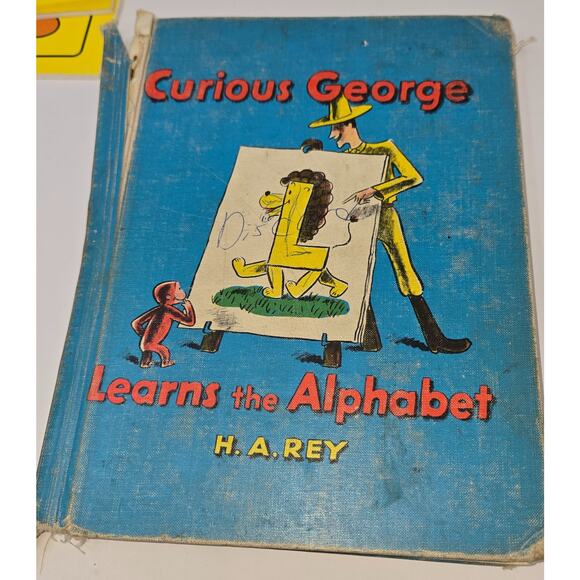 Curious George
Learns the Alphabet
H. A. REY